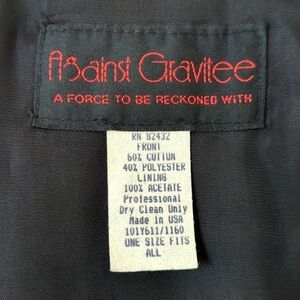 Against Gravitee
A FORCE TO BE RECKONED WITH
RN 82432
FRONT
60% COTTON
40% POLYESTER
LINING
100% ACETATE
Professional
Dry Clean Only
Made in USA
101Y611/1160
ONE SIZE FITS
ALL